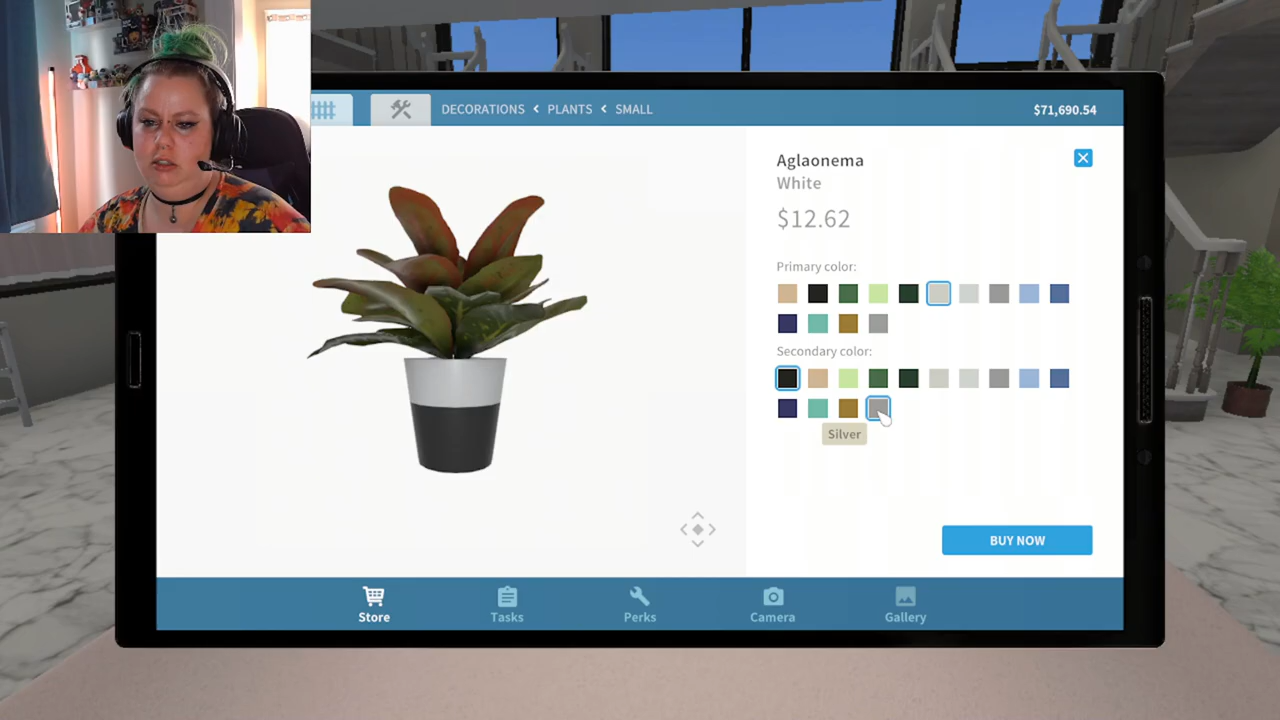 DECORATIONS < PLANTS < SMALL
$71,690.54
Aglaonema
White
$12.62
Primary color:
Secondary color:
Silver
BUY NOW
Store
Tasks
Perks
Camera
Gallery